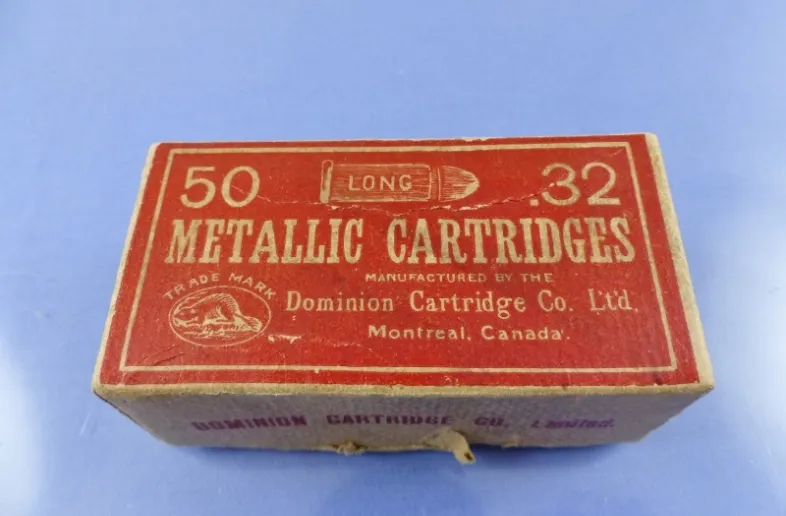 50 LONG .32
METALLIC CARTRIDGES
MANUFACTURED BY THE
TRADE MARK
Dominion Cartridge Co. Ltd.
Montreal, Canada.
DOMINION CARTRIDGE CO. Limited.